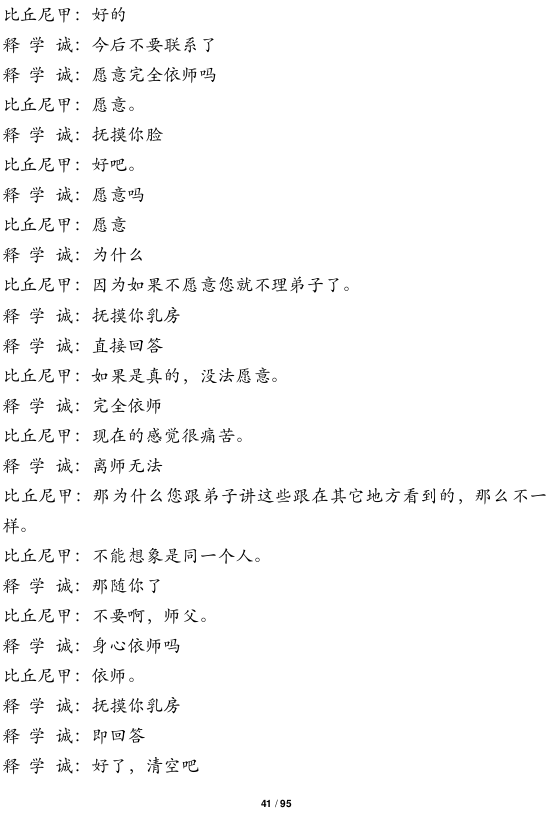 比丘尼甲：好的
释 学 诚：今后不要联系了
释 学 诚：愿意完全依师吗
比丘尼甲：愿意。
释 学 诚：抚摸你脸
比丘尼甲：好吧。
释 学 诚：愿意吗
比丘尼甲：愿意
释 学 诚：为什么
比丘尼甲：因为如果不愿意您就不理弟子了。
释 学 诚：抚摸你乳房
释 学 诚：直接回答
比丘尼甲：如果是真的，没法愿意。
释 学 诚：完全依师
比丘尼甲：现在的感觉很痛苦。
释 学 诚：离师无法
比丘尼甲：那为什么您跟弟子讲这些跟在其它地方看到的，那么不一
样。
比丘尼甲：不能想象是同一个人。
释 学 诚：那随你了
比丘尼甲：不要啊，师父。
释 学 诚：身心依师吗
比丘尼甲：依师。
释 学 诚：抚摸你乳房
释 学 诚：即回答
释 学 诚：好了，清空吧
41 / 95